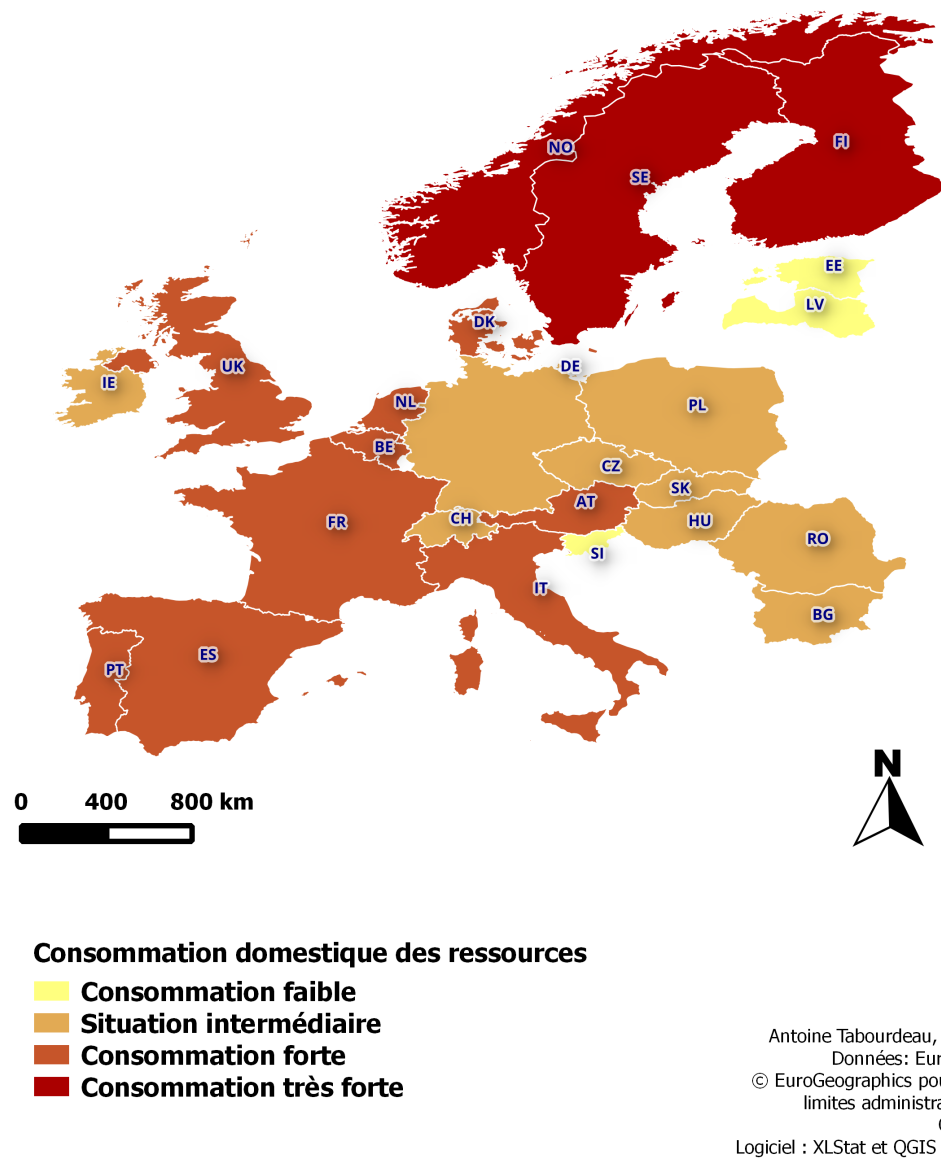 NO
FI
SE
EE
LV
DK
DE
UK
IE
NL
PL
BE
CZ
SK
AT
CH
HU
FR
RO
SI
IT
BG
ES
PT
N
0 400 800 km
Consommation domestique des ressources
Consommation faible
Situation intermédiaire
Consommation forte
Consommation très forte
Antoine Tabourdeau,
Données: Eur
© EuroGeographics pou
limites administra
Logiciel : XLStat et QGIS